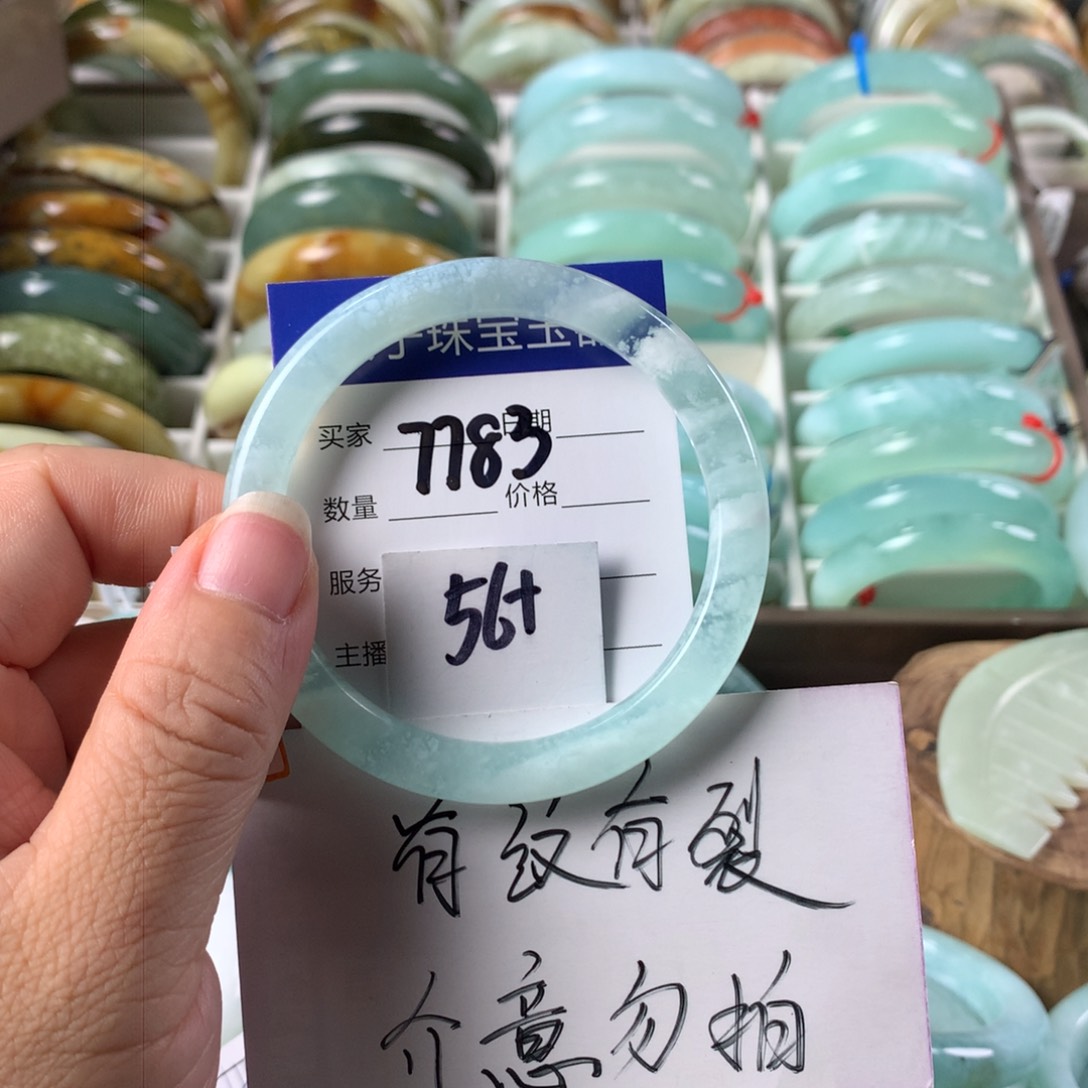 子珠宝玉
买家 7783 日期
数量 价格
服务
56+
主播
有纹有裂
介意勿拍